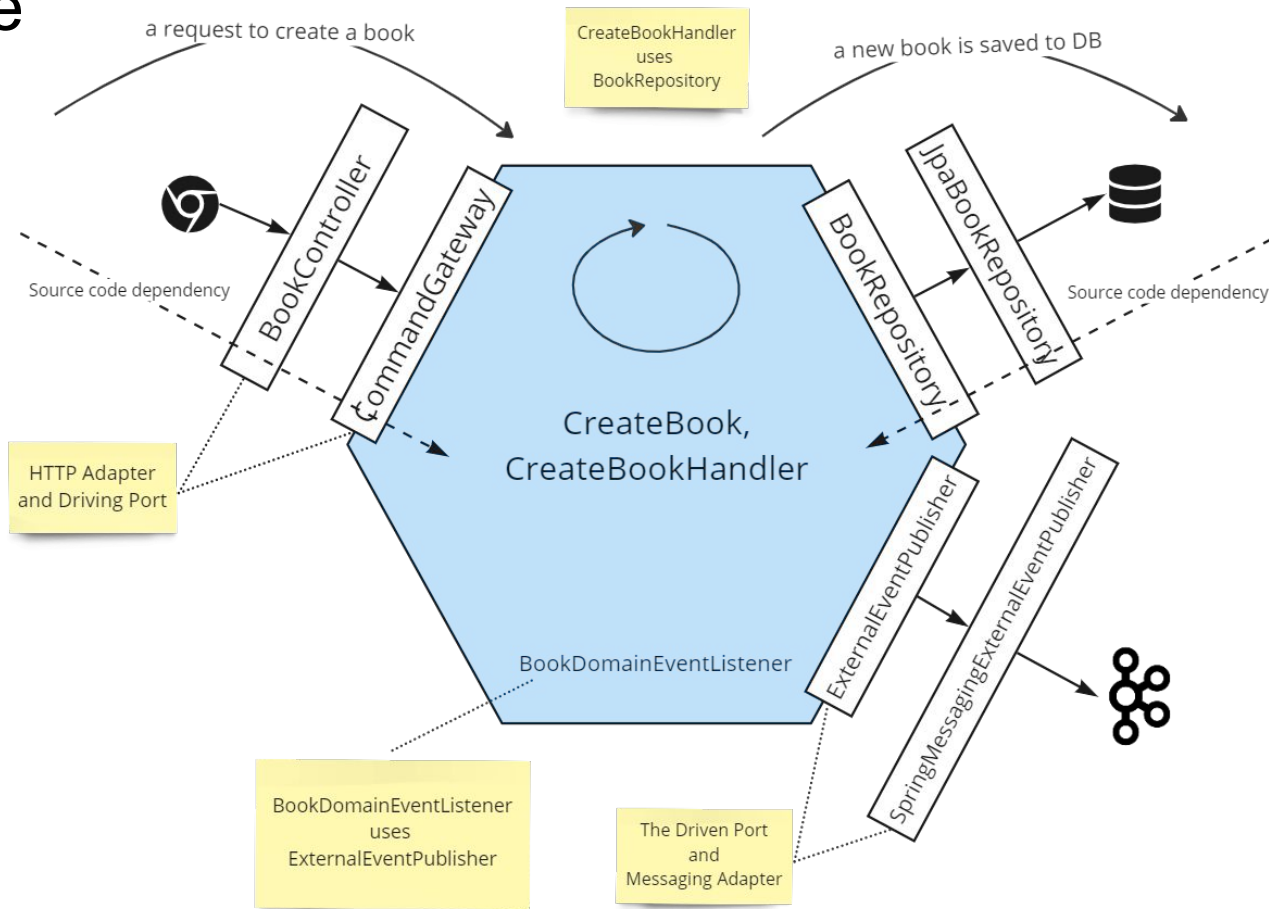 e
a request to create a book
CreateBookHandler
uses
BookRepository
a new book is saved to DB
BookController
CommandGateway
BookRepository
JpaBookRepository
Source code dependency
Source code dependency
CreateBook,
CreateBookHandler
HTTP Adapter
and Driving Port
ExternalEventPublisher
SpringMessagingExternalEventPublisher
BookDomainEventListener
BookDomainEventListener
uses
ExternalEventPublisher
The Driven Port
and
Messaging Adapter